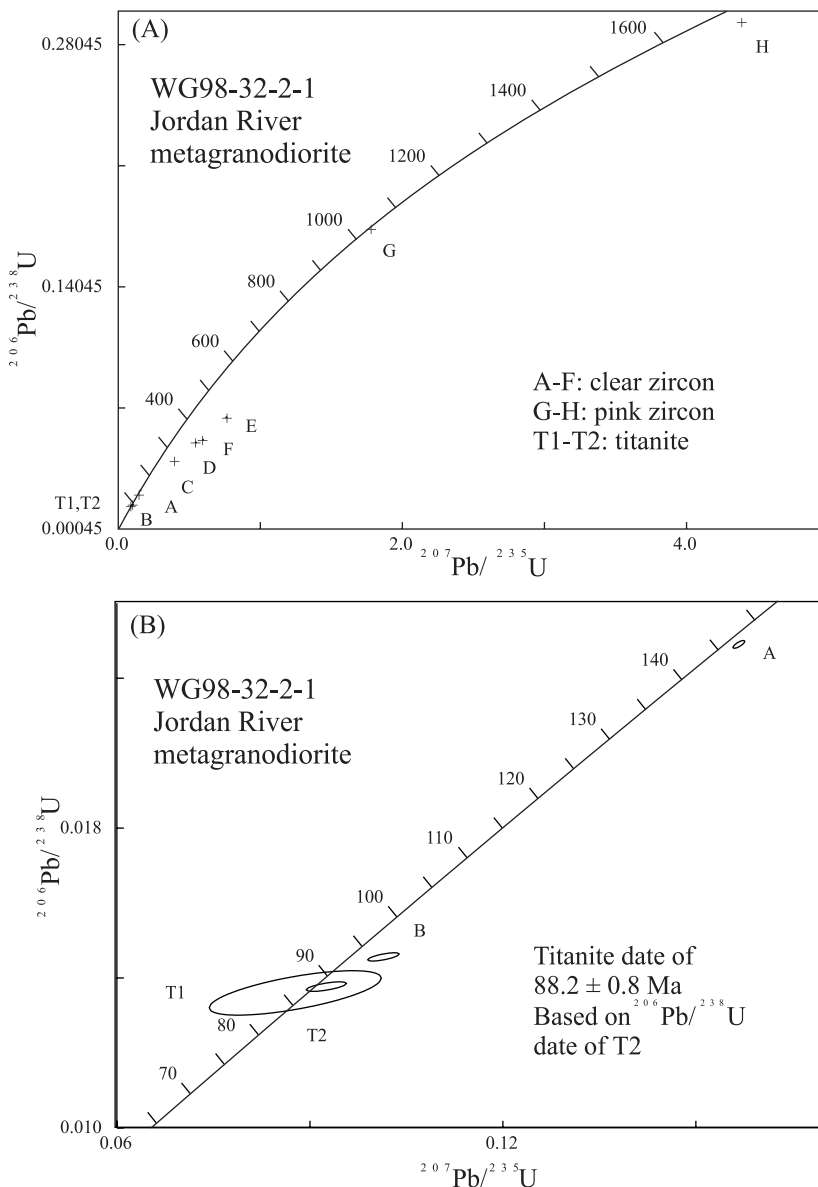 (A)
WG98-32-2-1
Jordan River
metagranodiorite
0.28045
0.14045
0.00045
²⁰⁶Pb/²³⁸U
1600
1400
1200
1000
800
600
400
H
G
E
F
D
C
A
B
T1,T2
A-F: clear zircon
G-H: pink zircon
T1-T2: titanite
0.0
2.0
4.0
²⁰⁷Pb/²³⁵U
(B)
WG98-32-2-1
Jordan River
metagranodiorite
0.018
0.010
²⁰⁶Pb/²³⁸U
140
130
120
110
100
90
80
70
A
B
T1
T2
Titanite date of
88.2 ± 0.8 Ma
Based on ²⁰⁶Pb/²³⁸U
date of T2
0.06
0.12
²⁰⁷Pb/²³⁵U